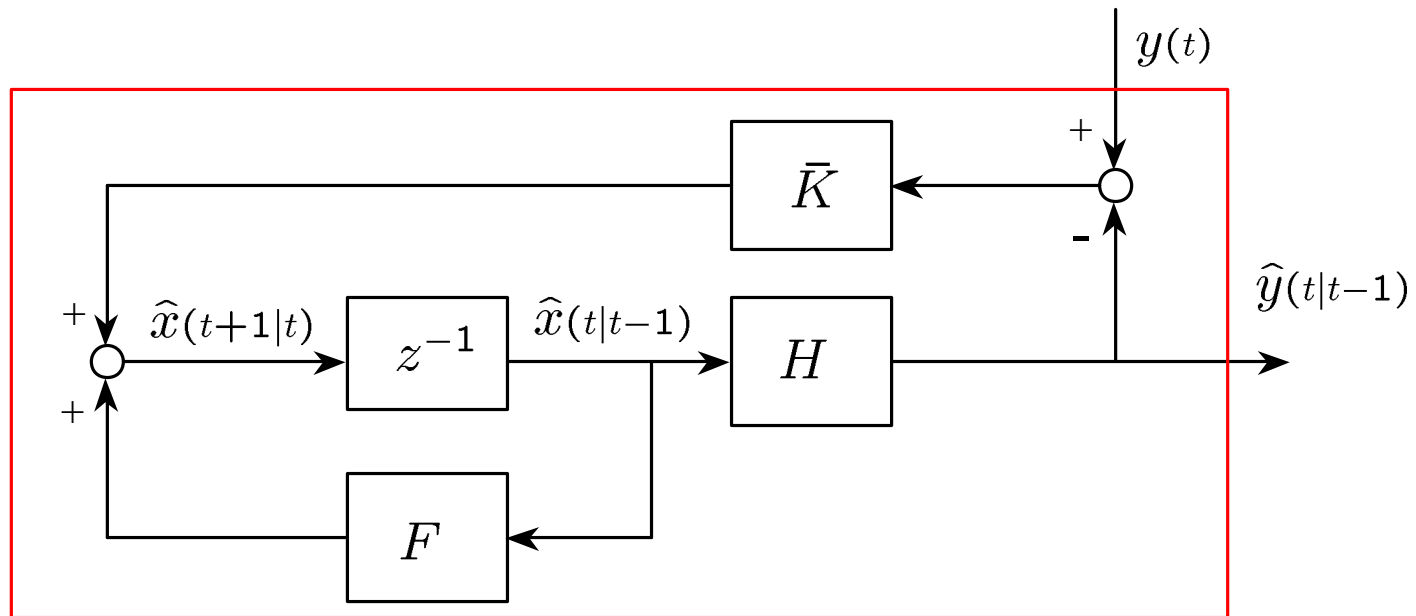 y(t)
+
K̄
-
ŷ(t|t−1)
+
x̂(t+1|t)
z⁻¹
x̂(t|t−1)
H
+
F